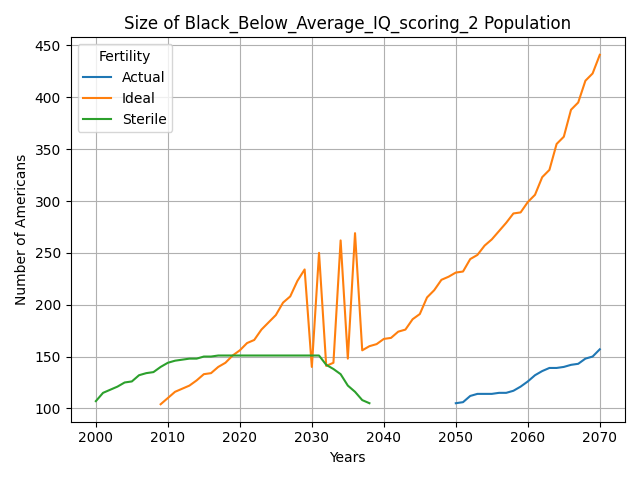 Size of Black_Below_Average_IQ_scoring_2 Population
Number of Americans
450
400
350
300
250
200
150
100
Fertility
Actual
Ideal
Sterile
2000 2010 2020 2030 2040 2050 2060 2070
Years